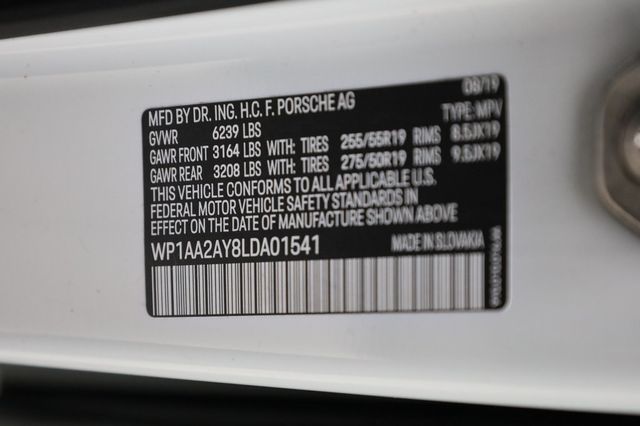 08/19
MFD BY DR. ING. H.C. F. PORSCHE AG TYPE: MPV
GVWR 6239 LBS
GAWR FRONT 3164 LBS WITH: TIRES 255/55R19 RIMS 8.5JX19
GAWR REAR 3208 LBS WITH: TIRES 275/50R19 RIMS 9.5JX19
THIS VEHICLE CONFORMS TO ALL APPLICABLE U.S.
FEDERAL MOTOR VEHICLE SAFETY STANDARDS IN
EFFECT ON THE DATE OF MANUFACTURE SHOWN ABOVE
WP1AA2AY8LDA01541 MADE IN SLOVAKIA